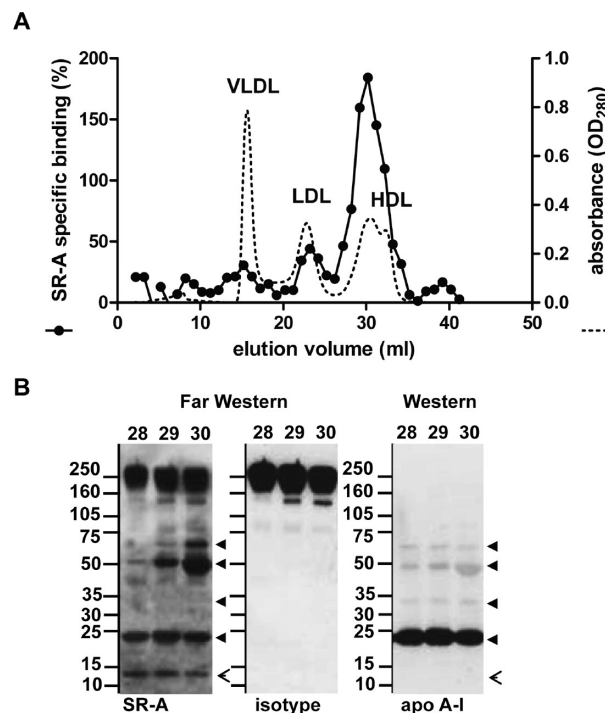 A
SR-A specific binding (%)
200
150
100
50
0
VLDL
LDL
HDL
1.0
0.8
0.6
0.4
0.2
0.0
absorbance (OD280)
0 10 20 30 40 50
elution volume (ml)
B
Far Western Western
28 29 30 28 29 30 28 29 30
250
160
105
75
50
35
30
25
15
10
250
160
105
75
50
35
30
25
15
10
SR-A isotype apo A-I